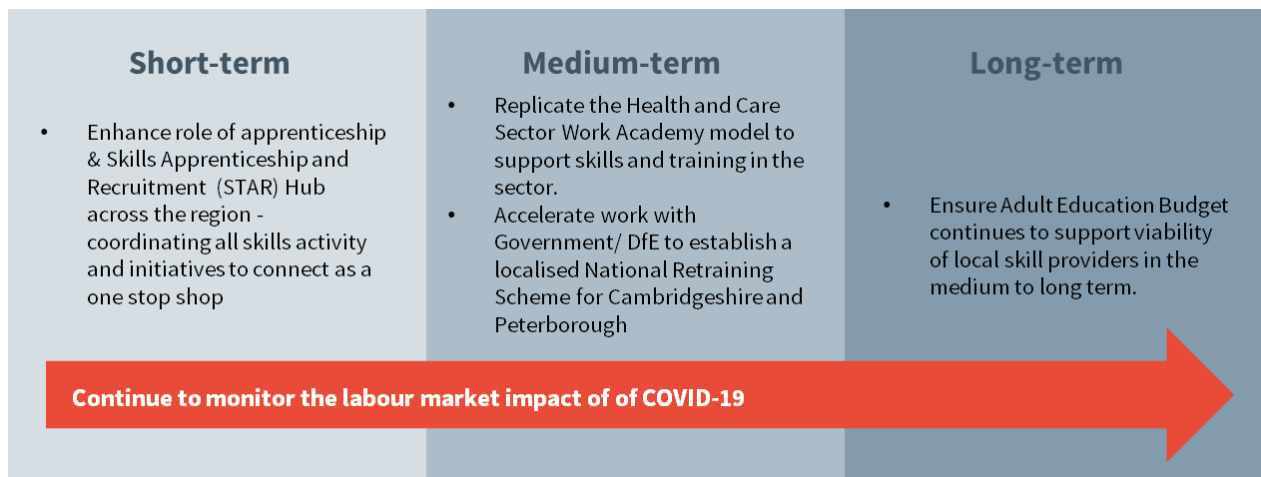 Short-term
• Enhance role of apprenticeship
& Skills Apprenticeship and
Recruitment (STAR) Hub
across the region -
coordinating all skills activity
and initiatives to connect as a
one stop shop
Medium-term
• Replicate the Health and Care
Sector Work Academy model to
support skills and training in the
sector.
• Accelerate work with
Government/ DfE to establish a
localised National Retraining
Scheme for Cambridgeshire and
Peterborough
Long-term
• Ensure Adult Education Budget
continues to support viability
of local skill providers in the
medium to long term.
Continue to monitor the labour market impact of of COVID-19